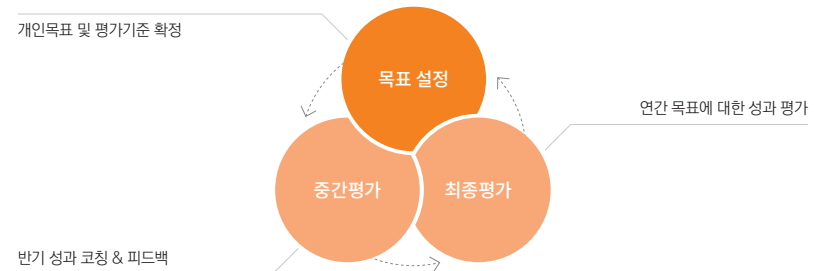 개인목표 및 평가기준 확정
목표 설정
연간 목표에 대한 성과 평가
중간평가
최종평가
반기 성과 코칭 & 피드백